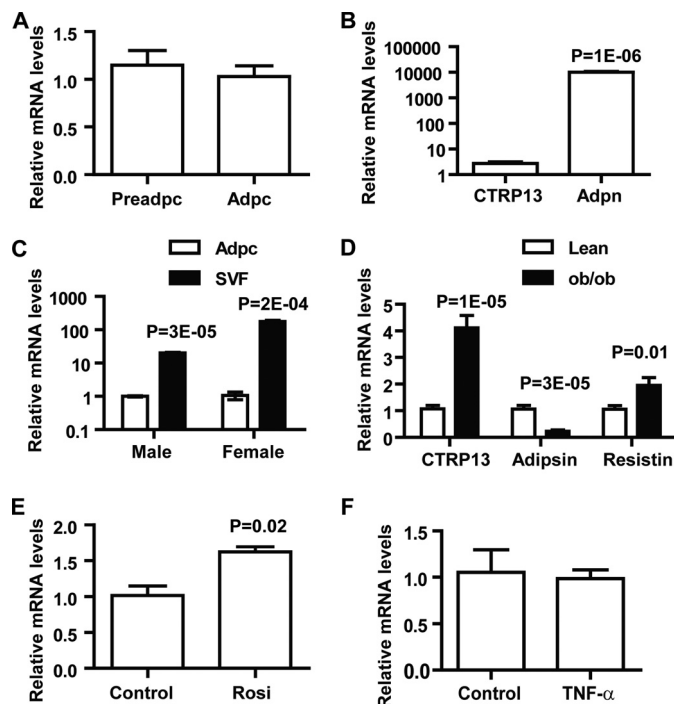 A
Relative mRNA levels
1.5
1.0
0.5
0.0
Preadpc Adpc
B
Relative mRNA levels
100000
10000
1000
100
10
1
P=1E-06
CTRP13 Adpn
C
Adpc
SVF
Relative mRNA levels
1000
100
10
1
0.1
P=3E-05
P=2E-04
Male Female
D
Lean
ob/ob
Relative mRNA levels
5
4
3
2
1
0
P=1E-05
P=3E-05
P=0.01
CTRP13 Adipsin Resistin
E
Relative mRNA levels
2.0
1.5
1.0
0.5
0.0
P=0.02
Control Rosi
F
Relative mRNA levels
1.5
1.0
0.5
0.0
Control TNF-α